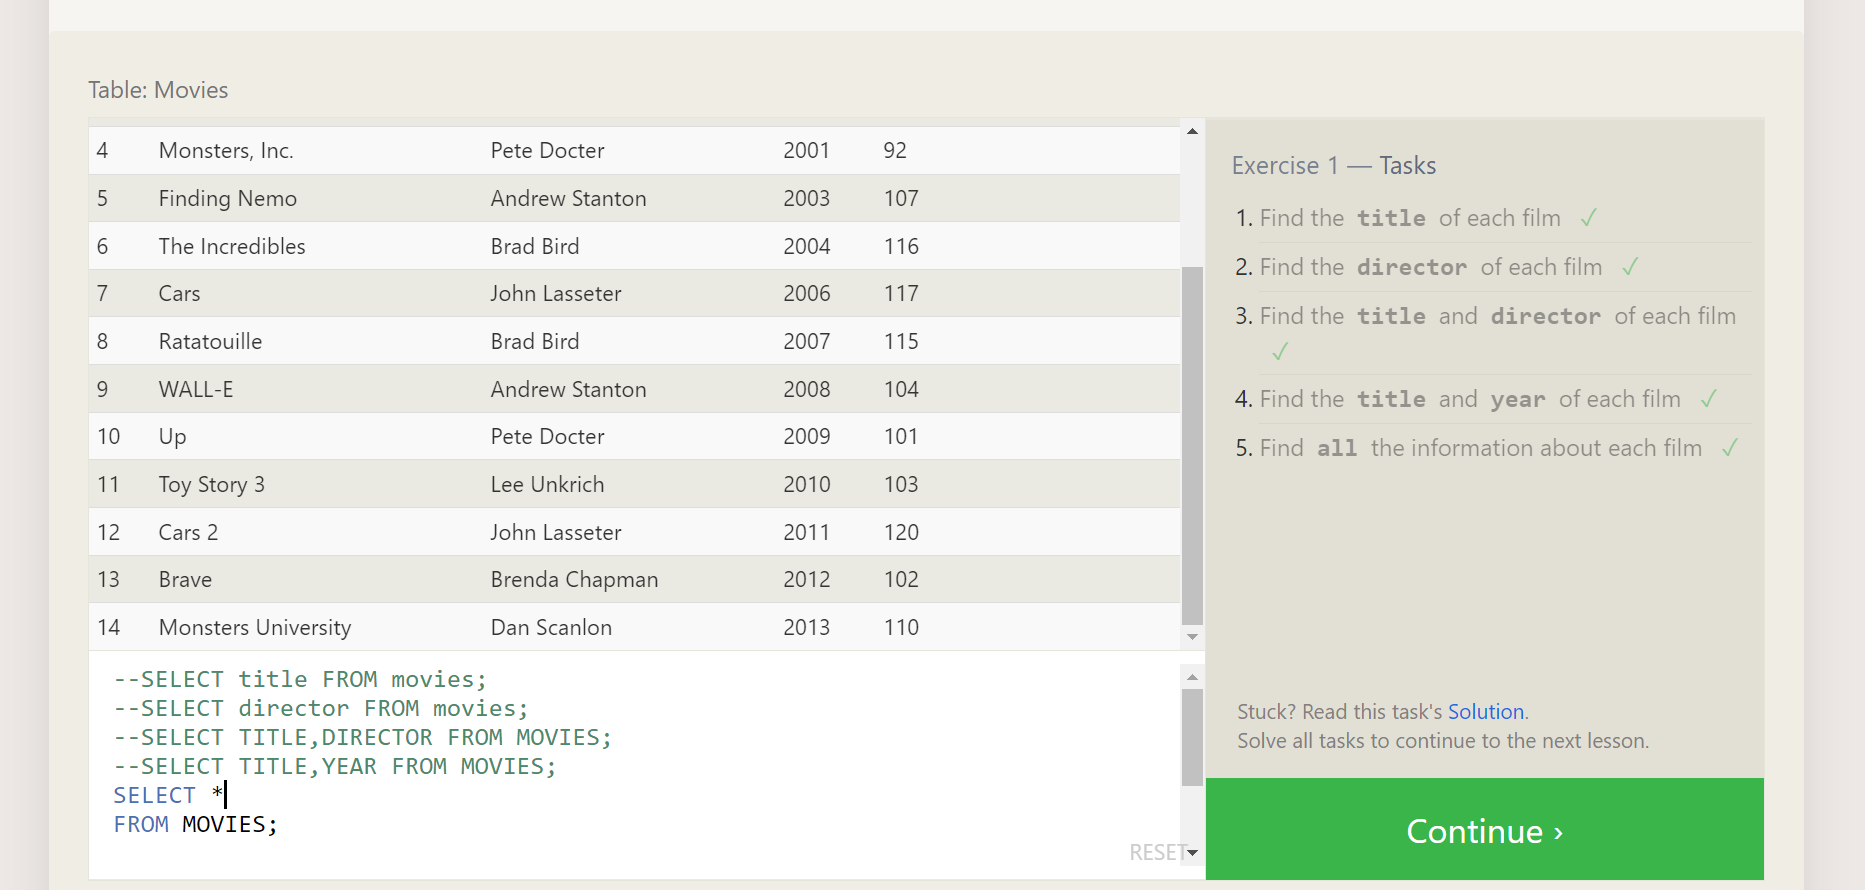 Table: Movies
4 Monsters, Inc. Pete Docter 2001 92
5 Finding Nemo Andrew Stanton 2003 107
6 The Incredibles Brad Bird 2004 116
7 Cars John Lasseter 2006 117
8 Ratatouille Brad Bird 2007 115
9 WALL-E Andrew Stanton 2008 104
10 Up Pete Docter 2009 101
11 Toy Story 3 Lee Unkrich 2010 103
12 Cars 2 John Lasseter 2011 120
13 Brave Brenda Chapman 2012 102
14 Monsters University Dan Scanlon 2013 110
--SELECT title FROM movies;
--SELECT director FROM movies;
--SELECT TITLE,DIRECTOR FROM MOVIES;
--SELECT TITLE,YEAR FROM MOVIES;
SELECT *
FROM MOVIES;
RESET
Exercise 1 — Tasks
1. Find the title of each film ✓
2. Find the director of each film ✓
3. Find the title and director of each film
✓
4. Find the title and year of each film ✓
5. Find all the information about each film ✓
Stuck? Read this task's Solution.
Solve all tasks to continue to the next lesson.
Continue ›